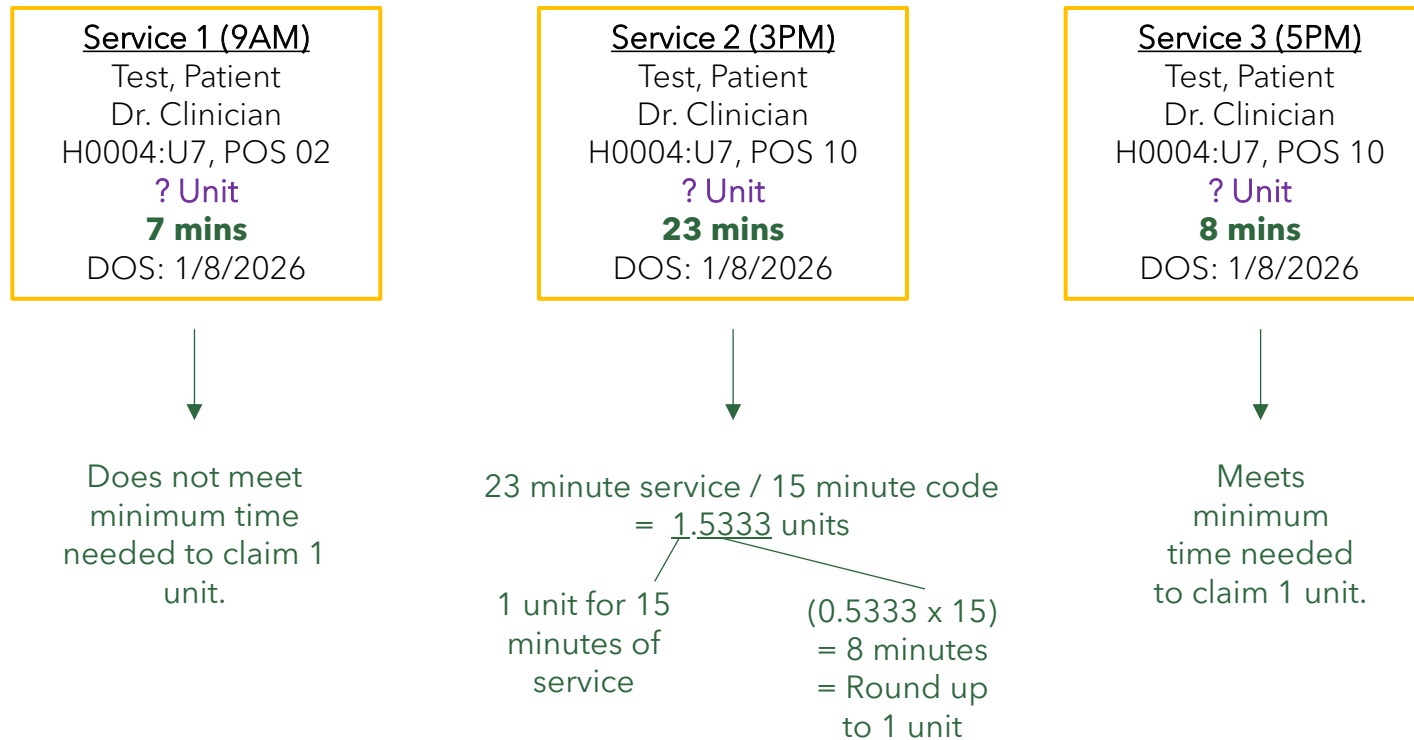 Service 1 (9AM)
Test, Patient
Dr. Clinician
H0004:U7, POS 02
? Unit
7 mins
DOS: 1/8/2026
Does not meet
minimum time
needed to claim 1
unit.
Service 2 (3PM)
Test, Patient
Dr. Clinician
H0004:U7, POS 10
? Unit
23 mins
DOS: 1/8/2026
23 minute service / 15 minute code
= 1.5333 units
1 unit for 15
minutes of
service
(0.5333 x 15)
= 8 minutes
= Round up
to 1 unit
Service 3 (5PM)
Test, Patient
Dr. Clinician
H0004:U7, POS 10
? Unit
8 mins
DOS: 1/8/2026
Meets
minimum
time needed
to claim 1 unit.